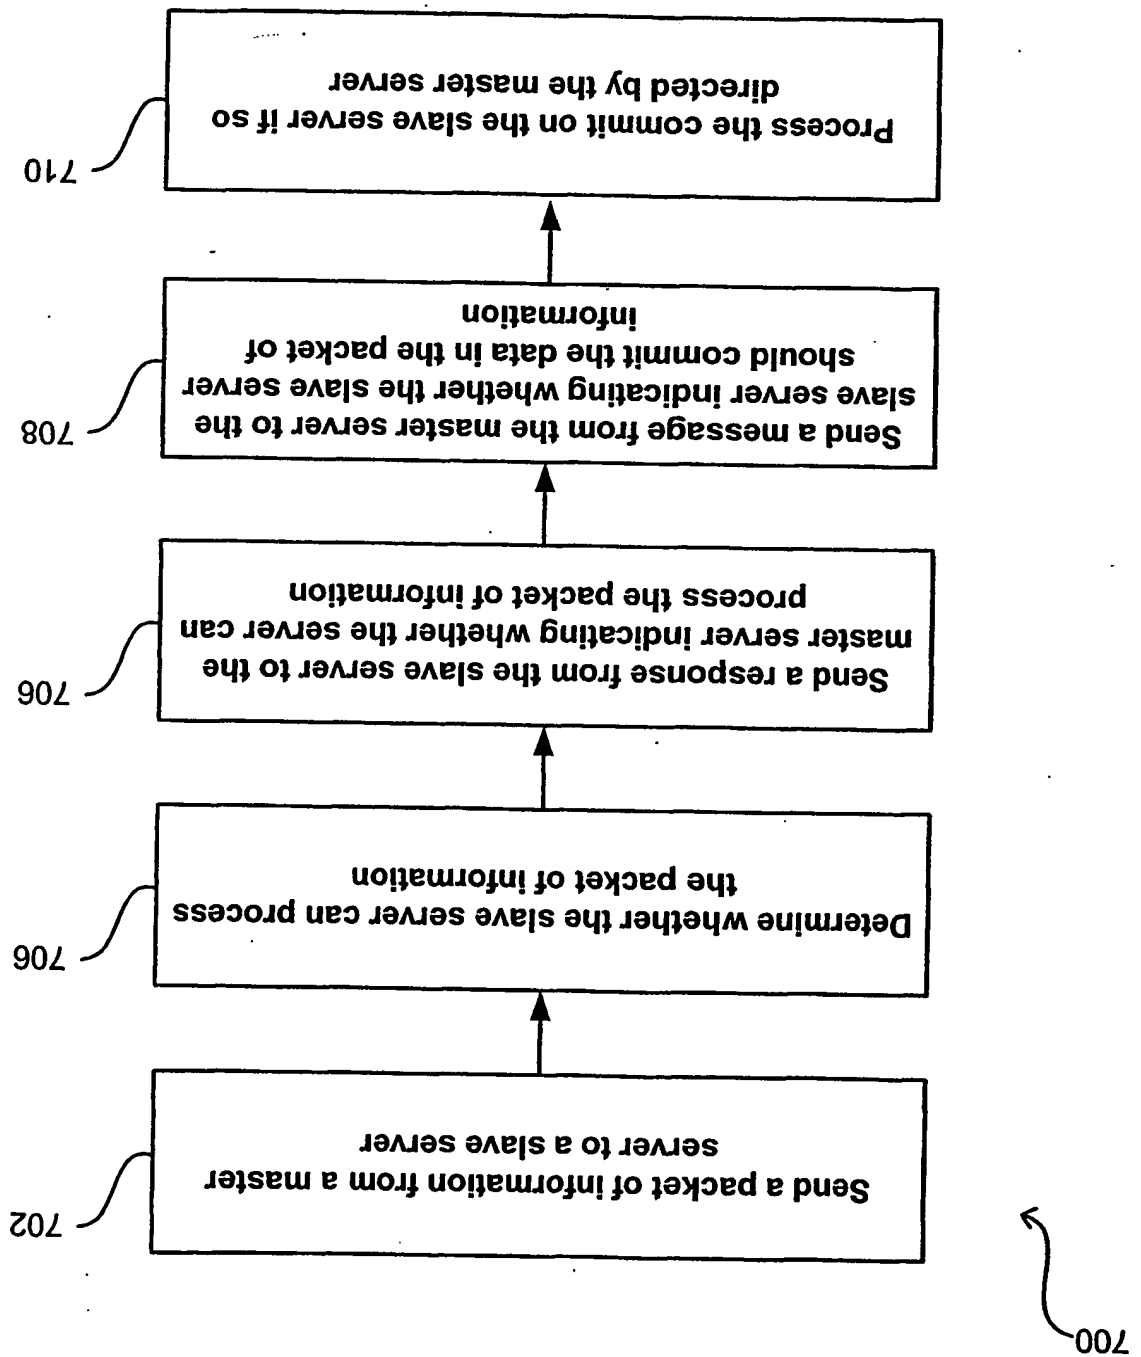 700
Send a packet of information from a master
server to a slave server
702
Determine whether the slave server can process
the packet of information
706
Send a response from the slave server to the
master server indicating whether the server can
process the packet of information
706
Send a message from the master server to the
slave server indicating whether the slave server
should commit the data in the packet of
information
708
Process the commit on the slave server if so
directed by the master server
710